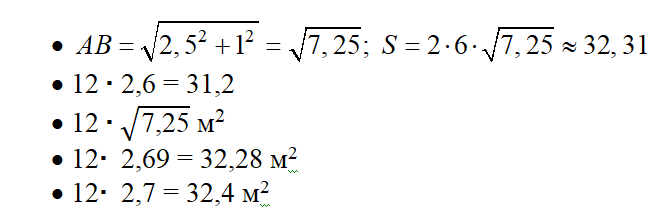 • AB = √(2,5² + 1²) = √7,25; S = 2·6·√7,25 ≈ 32,31
• 12 · 2,6 = 31,2
• 12 · √7,25 м²
• 12· 2,69 = 32,28 м²
• 12· 2,7 = 32,4 м²